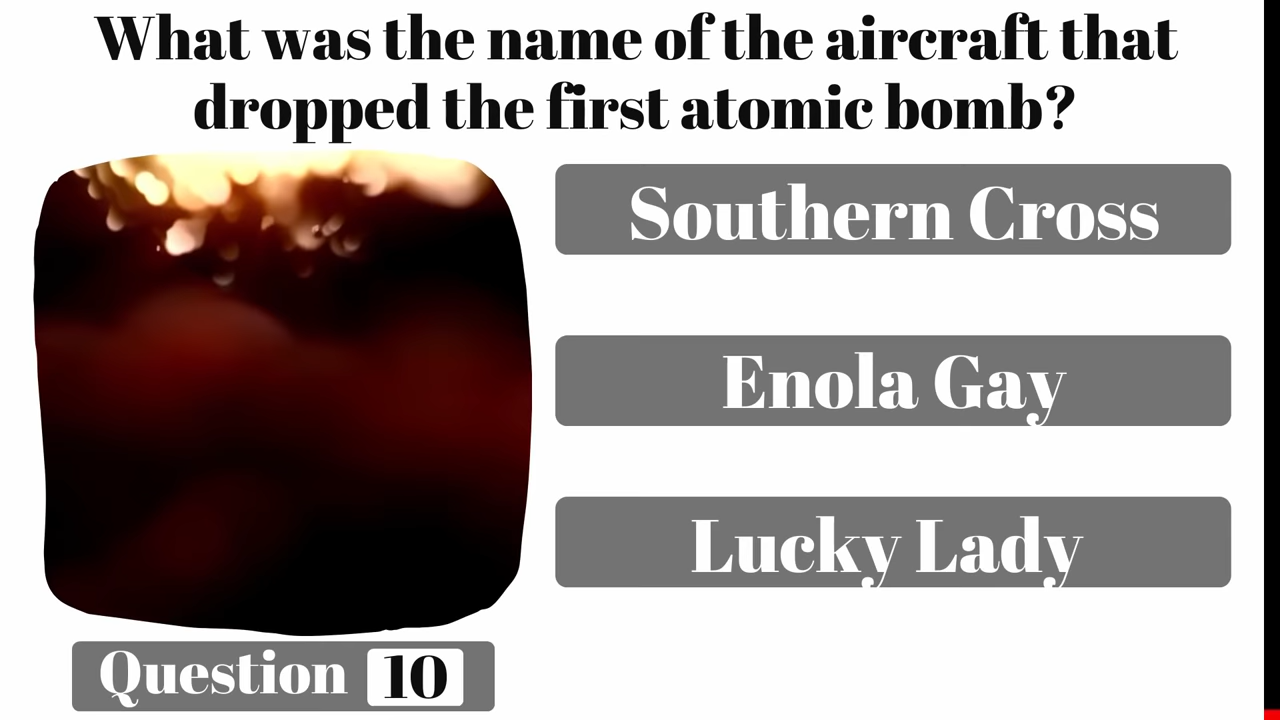 What was the name of the aircraft that
dropped the first atomic bomb?
Southern Cross
Enola Gay
Lucky Lady
Question 10